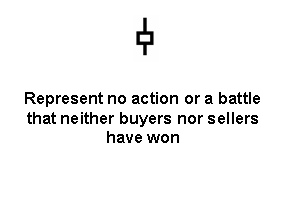 Represent no action or a battle
that neither buyers nor sellers
have won